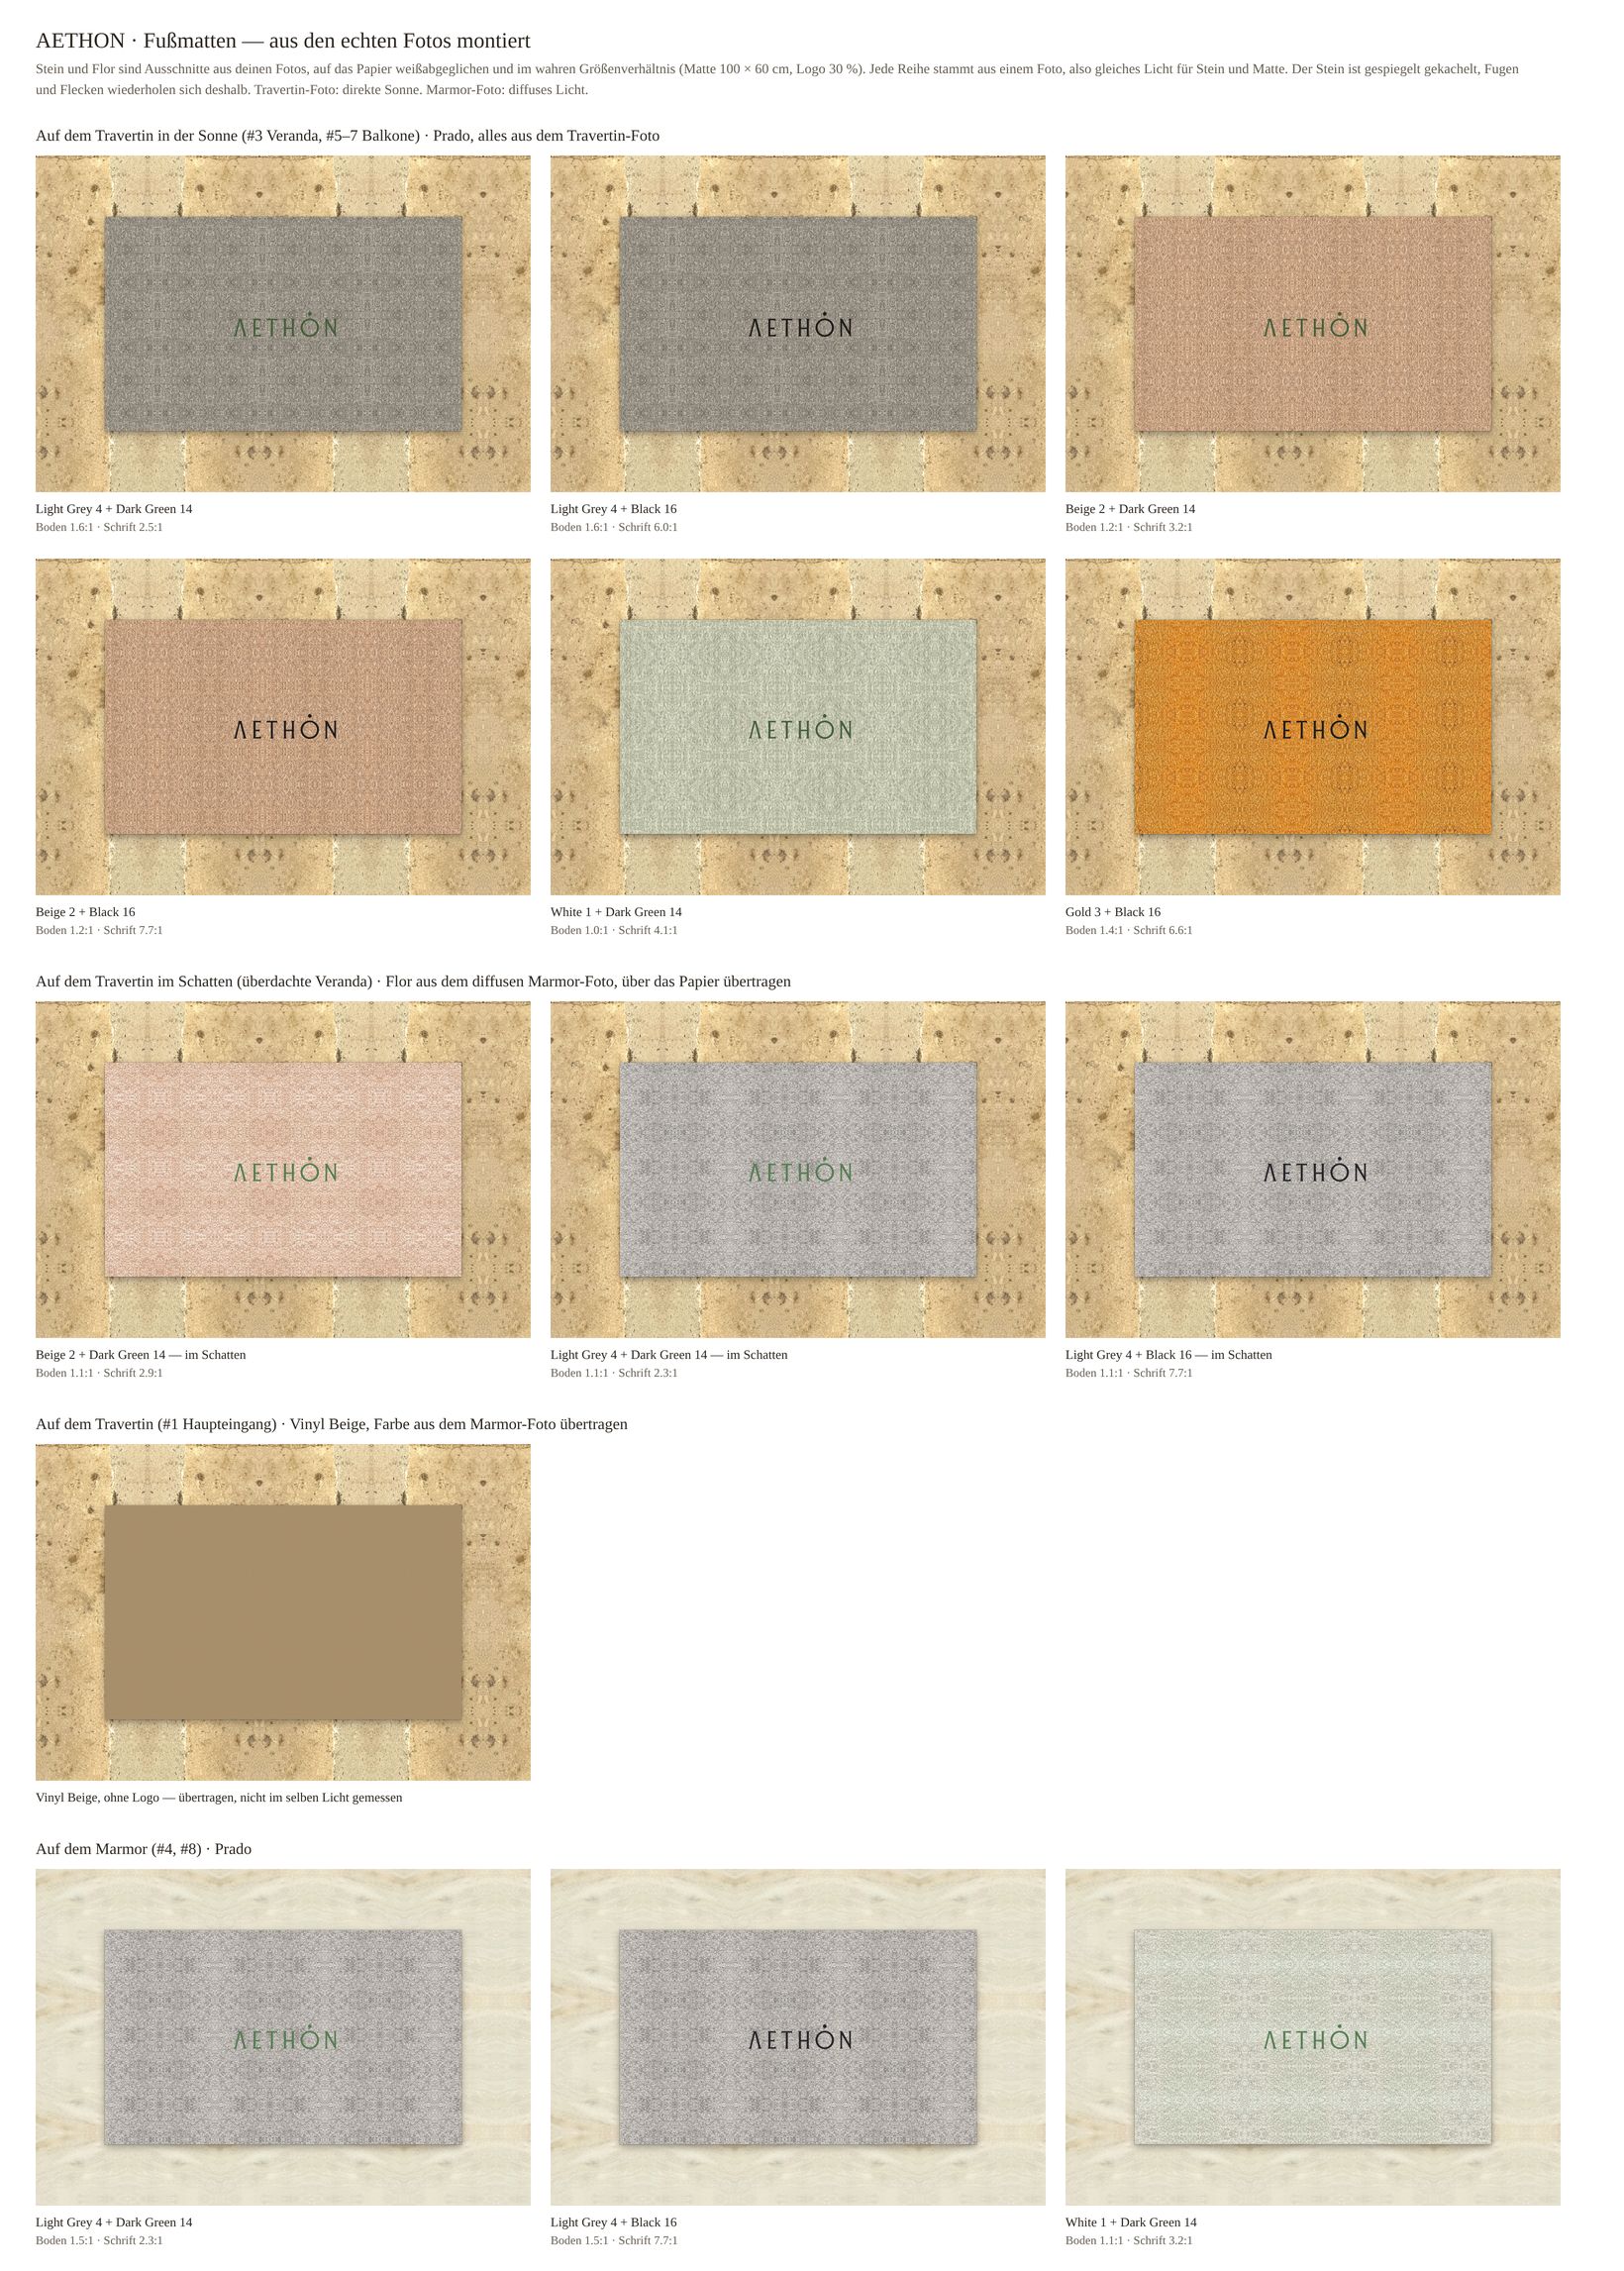 AETHON · Fußmatten — aus den echten Fotos montiert
Stein und Flor sind Ausschnitte aus deinen Fotos, auf das Papier weißabgeglichen und im wahren Größenverhältnis (Matte 100 × 60 cm, Logo 30 %). Jede Reihe stammt aus einem Foto, also gleiches Licht für Stein und Matte. Der Stein ist gespiegelt gekachelt, Fugen
und Flecken wiederholen sich deshalb. Travertin-Foto: direkte Sonne. Marmor-Foto: diffuses Licht.
Auf dem Travertin in der Sonne (#3 Veranda, #5–7 Balkone) · Prado, alles aus dem Travertin-Foto
AETHON
AETHON
AETHON
Light Grey 4 + Dark Green 14
Boden 1.6:1 · Schrift 2.5:1
Light Grey 4 + Black 16
Boden 1.6:1 · Schrift 6.0:1
Beige 2 + Dark Green 14
Boden 1.2:1 · Schrift 3.2:1
AETHON
AETHON
AETHON
Beige 2 + Black 16
Boden 1.2:1 · Schrift 7.7:1
White 1 + Dark Green 14
Boden 1.0:1 · Schrift 4.1:1
Gold 3 + Black 16
Boden 1.4:1 · Schrift 6.6:1
Auf dem Travertin im Schatten (überdachte Veranda) · Flor aus dem diffusen Marmor-Foto, über das Papier übertragen
AETHON
AETHON
AETHON
Beige 2 + Dark Green 14 — im Schatten
Boden 1.1:1 · Schrift 2.9:1
Light Grey 4 + Dark Green 14 — im Schatten
Boden 1.1:1 · Schrift 2.3:1
Light Grey 4 + Black 16 — im Schatten
Boden 1.1:1 · Schrift 7.7:1
Auf dem Travertin (#1 Haupteingang) · Vinyl Beige, Farbe aus dem Marmor-Foto übertragen
Vinyl Beige, ohne Logo — übertragen, nicht im selben Licht gemessen
Auf dem Marmor (#4, #8) · Prado
AETHON
AETHON
AETHON
Light Grey 4 + Dark Green 14
Boden 1.5:1 · Schrift 2.3:1
Light Grey 4 + Black 16
Boden 1.5:1 · Schrift 7.7:1
White 1 + Dark Green 14
Boden 1.1:1 · Schrift 3.2:1